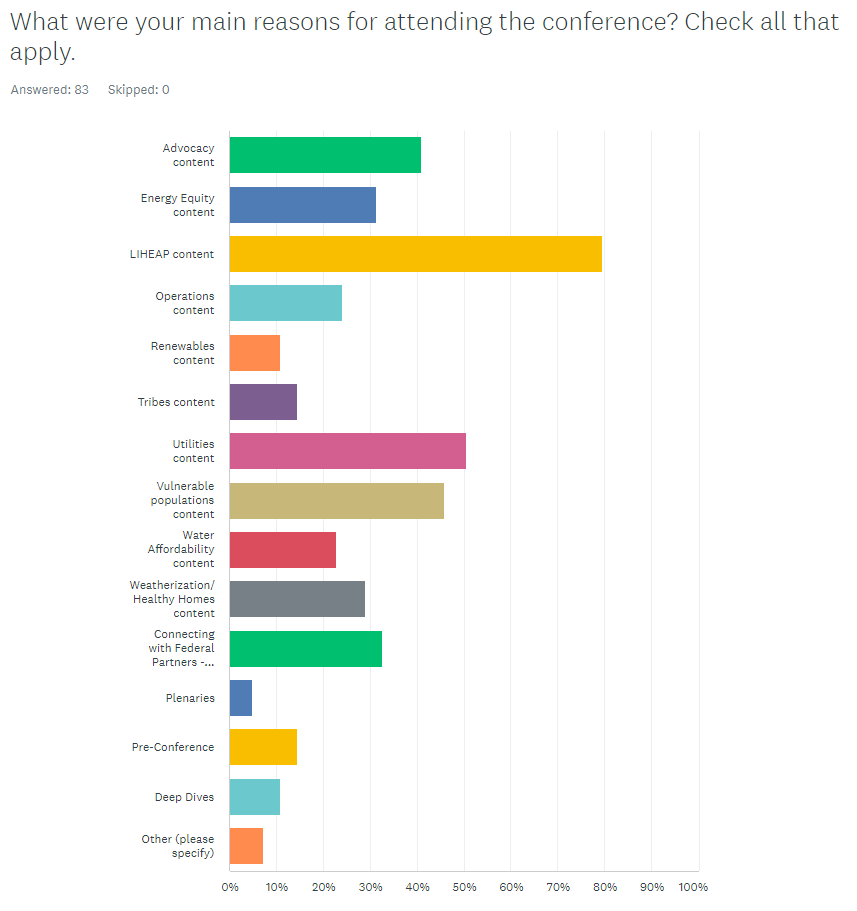 What were your main reasons for attending the conference? Check all that
apply.
Answered: 83 Skipped: 0
Advocacy
content
Energy Equity
content
LIHEAP content
Operations
content
Renewables
content
Tribes content
Utilities
content
Vulnerable
populations
content
Water
Affordability
content
Weatherization/
Healthy Homes
content
Connecting
with Federal
Partners -...
Plenaries
Pre-Conference
Deep Dives
Other (please
specify)
0% 10% 20% 30% 40% 50% 60% 70% 80% 90% 100%